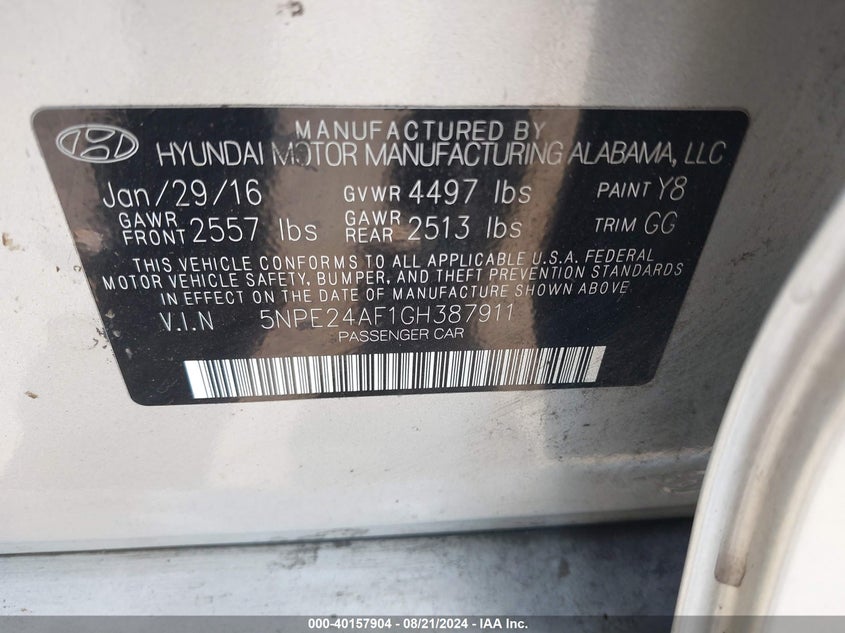 MANUFACTURED BY
HYUNDAI MOTOR MANUFACTURING ALABAMA, LLC
Jan/29/16 GVWR 4497 lbs PAINT Y8
GAWR FRONT 2557 lbs GAWR REAR 2513 lbs TRIM GG
THIS VEHICLE CONFORMS TO ALL APPLICABLE U.S.A. FEDERAL
MOTOR VEHICLE SAFETY, BUMPER, AND THEFT PREVENTION STANDARDS
IN EFFECT ON THE DATE OF MANUFACTURE SHOWN ABOVE.
V.I.N 5NPE24AF1GH387911
PASSENGER CAR
000-40157904 - 08/21/2024 - IAA Inc.